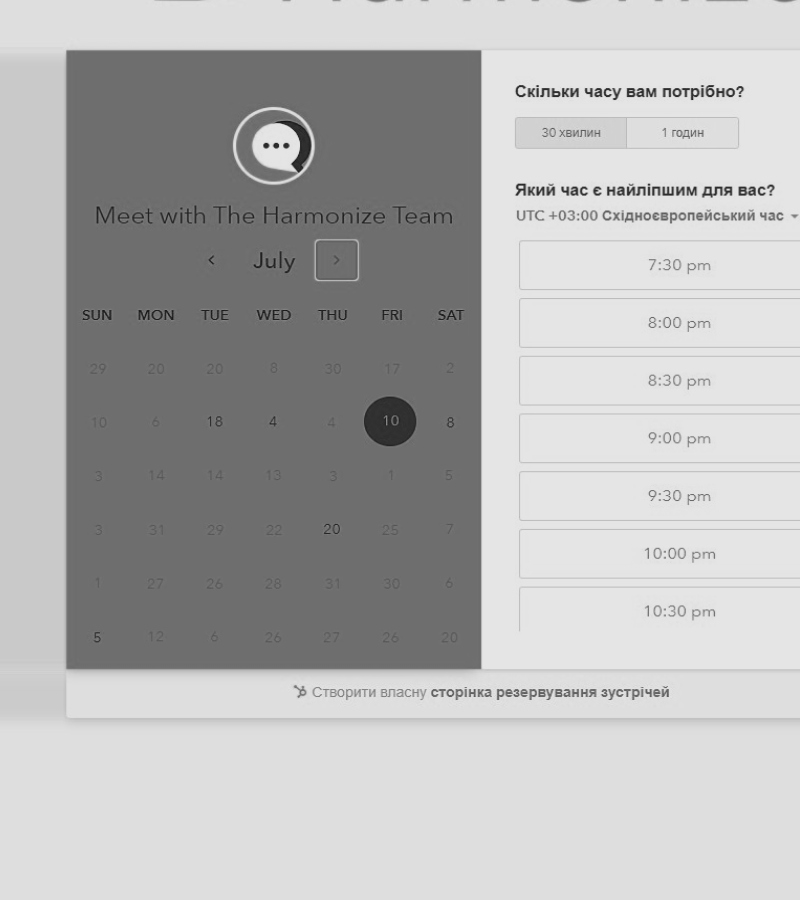 Meet with The Harmonize Team
July
SUN MON TUE WED THU FRI SAT
29 20 20 8 30 17 2
10 6 18 4 4 10 8
3 14 14 13 3 1 5
3 31 29 22 20 25 7
1 27 26 28 31 30 6
5 12 6 26 27 26 20
Скільки часу вам потрібно?
30 хвилин 1 годин
Який час є найліпшим для вас?
UTC +03:00 Східноєвропейський час
7:30 pm
8:00 pm
8:30 pm
9:00 pm
9:30 pm
10:00 pm
10:30 pm
Створити власну сторінка резервування зустрічей